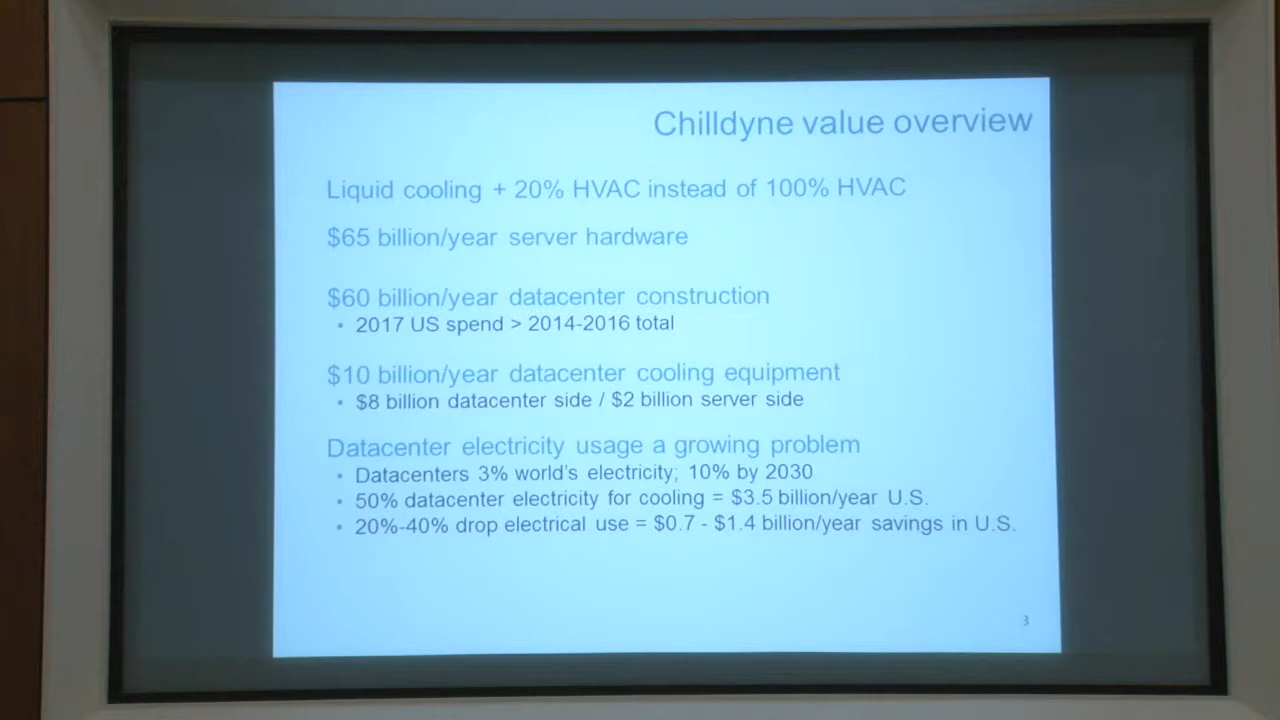 Chilldyne value overview
Liquid cooling + 20% HVAC instead of 100% HVAC
$65 billion/year server hardware
$60 billion/year datacenter construction
• 2017 US spend > 2014-2016 total
$10 billion/year datacenter cooling equipment
• $8 billion datacenter side / $2 billion server side
Datacenter electricity usage a growing problem
• Datacenters 3% world's electricity; 10% by 2030
• 50% datacenter electricity for cooling = $3.5 billion/year U.S.
• 20%-40% drop electrical use = $0.7 - $1.4 billion/year savings in U.S.
3